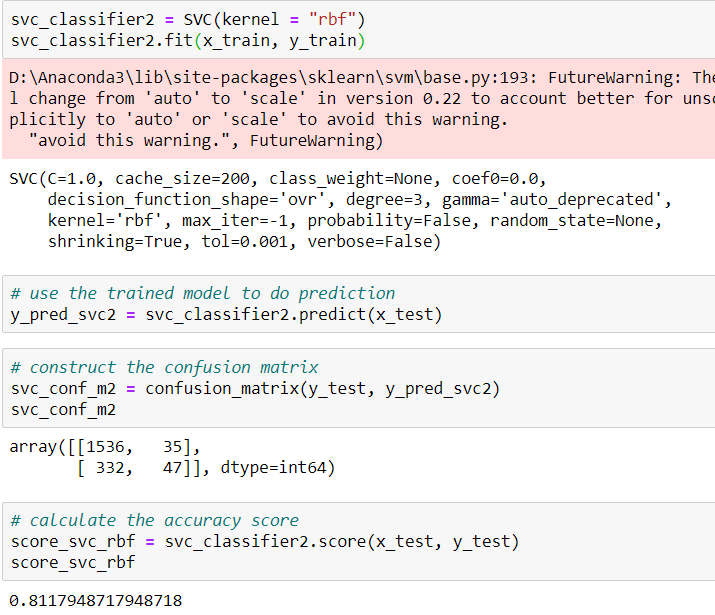 svc_classifier2 = SVC(kernel = "rbf")
svc_classifier2.fit(x_train, y_train)
D:\Anaconda3\lib\site-packages\sklearn\svm\base.py:193: FutureWarning: The
l change from 'auto' to 'scale' in version 0.22 to account better for
plicitly to 'auto' or 'scale' to avoid this warning.
  "avoid this warning.", FutureWarning)
SVC(C=1.0, cache_size=200, class_weight=None, coef0=0.0,
    decision_function_shape='ovr', degree=3, gamma='auto_deprecated',
    kernel='rbf', max_iter=-1, probability=False, random_state=None,
    shrinking=True, tol=0.001, verbose=False)
# use the trained model to do prediction
y_pred_svc2 = svc_classifier2.predict(x_test)
# construct the confusion matrix
svc_conf_m2 = confusion_matrix(y_test, y_pred_svc2)
svc_conf_m2
array([[1536,   35],
       [ 332,   47]], dtype=int64)
# calculate the accuracy score
score_svc_rbf = svc_classifier2.score(x_test, y_test)
score_svc_rbf
0.8117948717948718